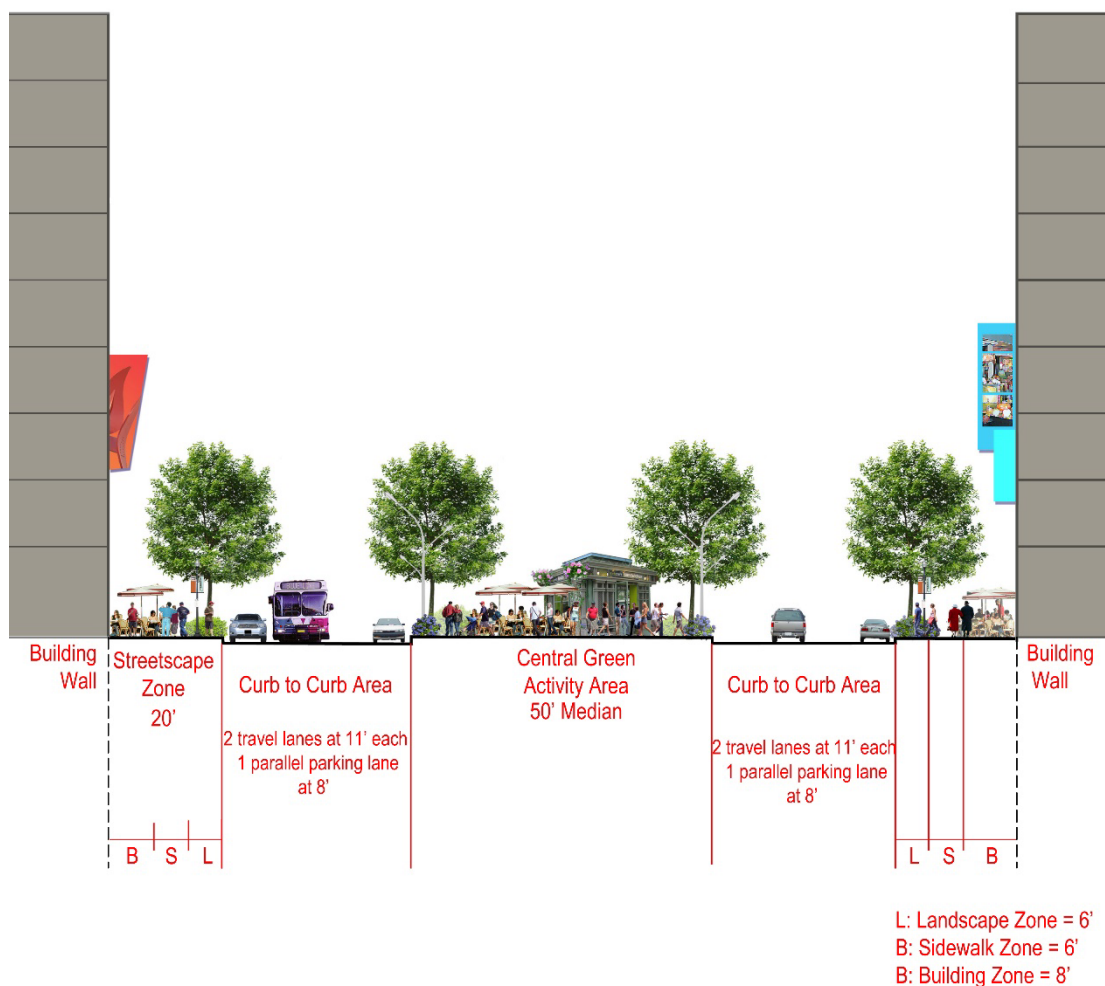 Building
Wall
Streetscape
Zone
20’
Curb to Curb Area
2 travel lanes at 11’ each
1 parallel parking lane
at 8’
Central Green
Activity Area
50’ Median
Curb to Curb Area
2 travel lanes at 11’ each
1 parallel parking lane
at 8’
Building
Wall
B S L
L S B
L: Landscape Zone = 6’
B: Sidewalk Zone = 6’
B: Building Zone = 8’